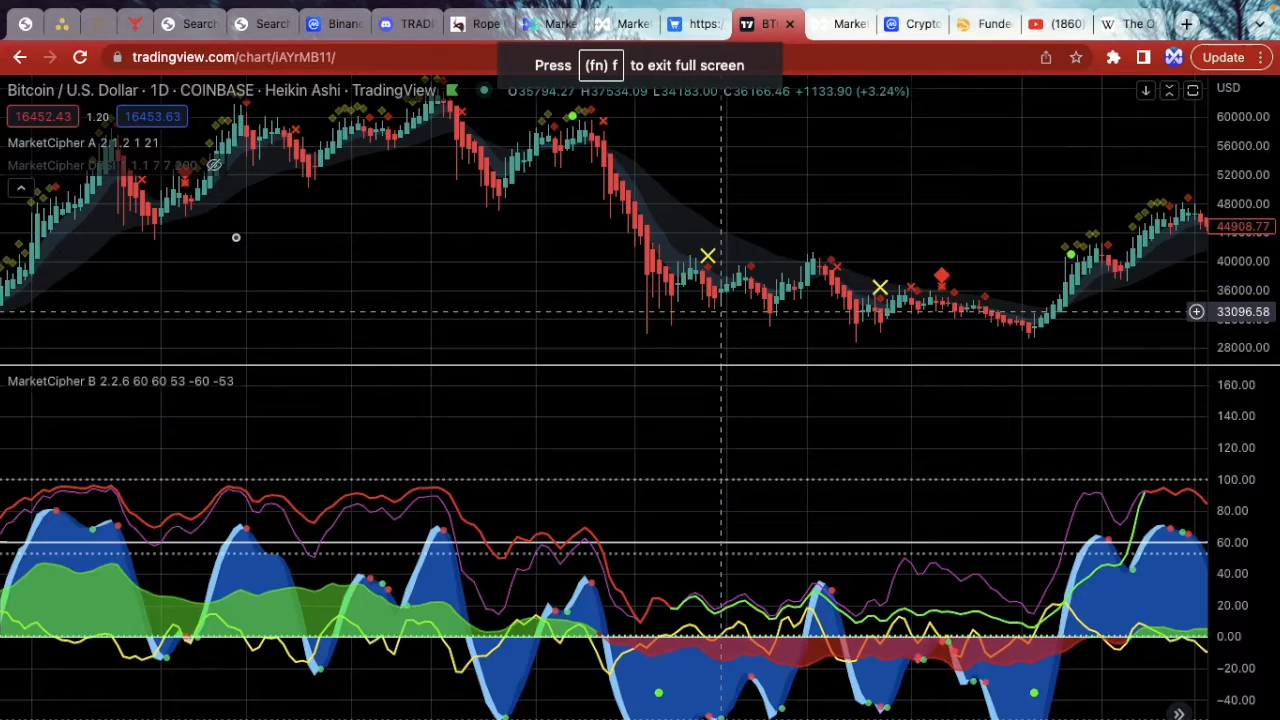 Search
Search
Binanc
TRADI
Rope
Marke
Market
https:/
BT
Market
Crypto
Funde
(1860)
The O
tradingview.com/chart/iAYrMB11/
Update
Press (fn) f to exit full screen
Bitcoin / U.S. Dollar · 1D · COINBASE · Heikin Ashi · TradingView
O35794.27 H37534.09 L34183.00 C36166.46 +1133.90 (+3.24%)
USD
16452.43 1.20 16453.63
MarketCipher A 2.1.2 1 21
60000.00
56000.00
52000.00
48000.00
44908.77
40000.00
36000.00
33096.58
28000.00
MarketCipher B 2.2.6 60 60 53 -60 -53
160.00
140.00
120.00
100.00
80.00
60.00
40.00
20.00
0.00
−20.00
−40.00